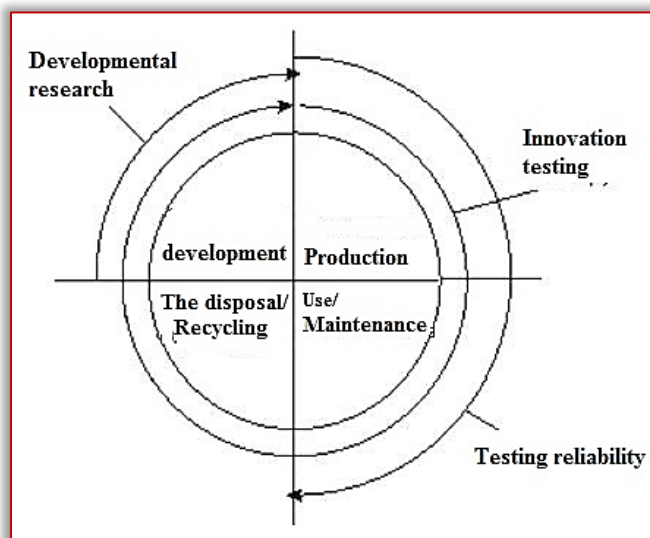 Developmental
research
Innovation
testing
development
Production
The disposal/
Recycling
Use/
Maintenance
Testing reliability